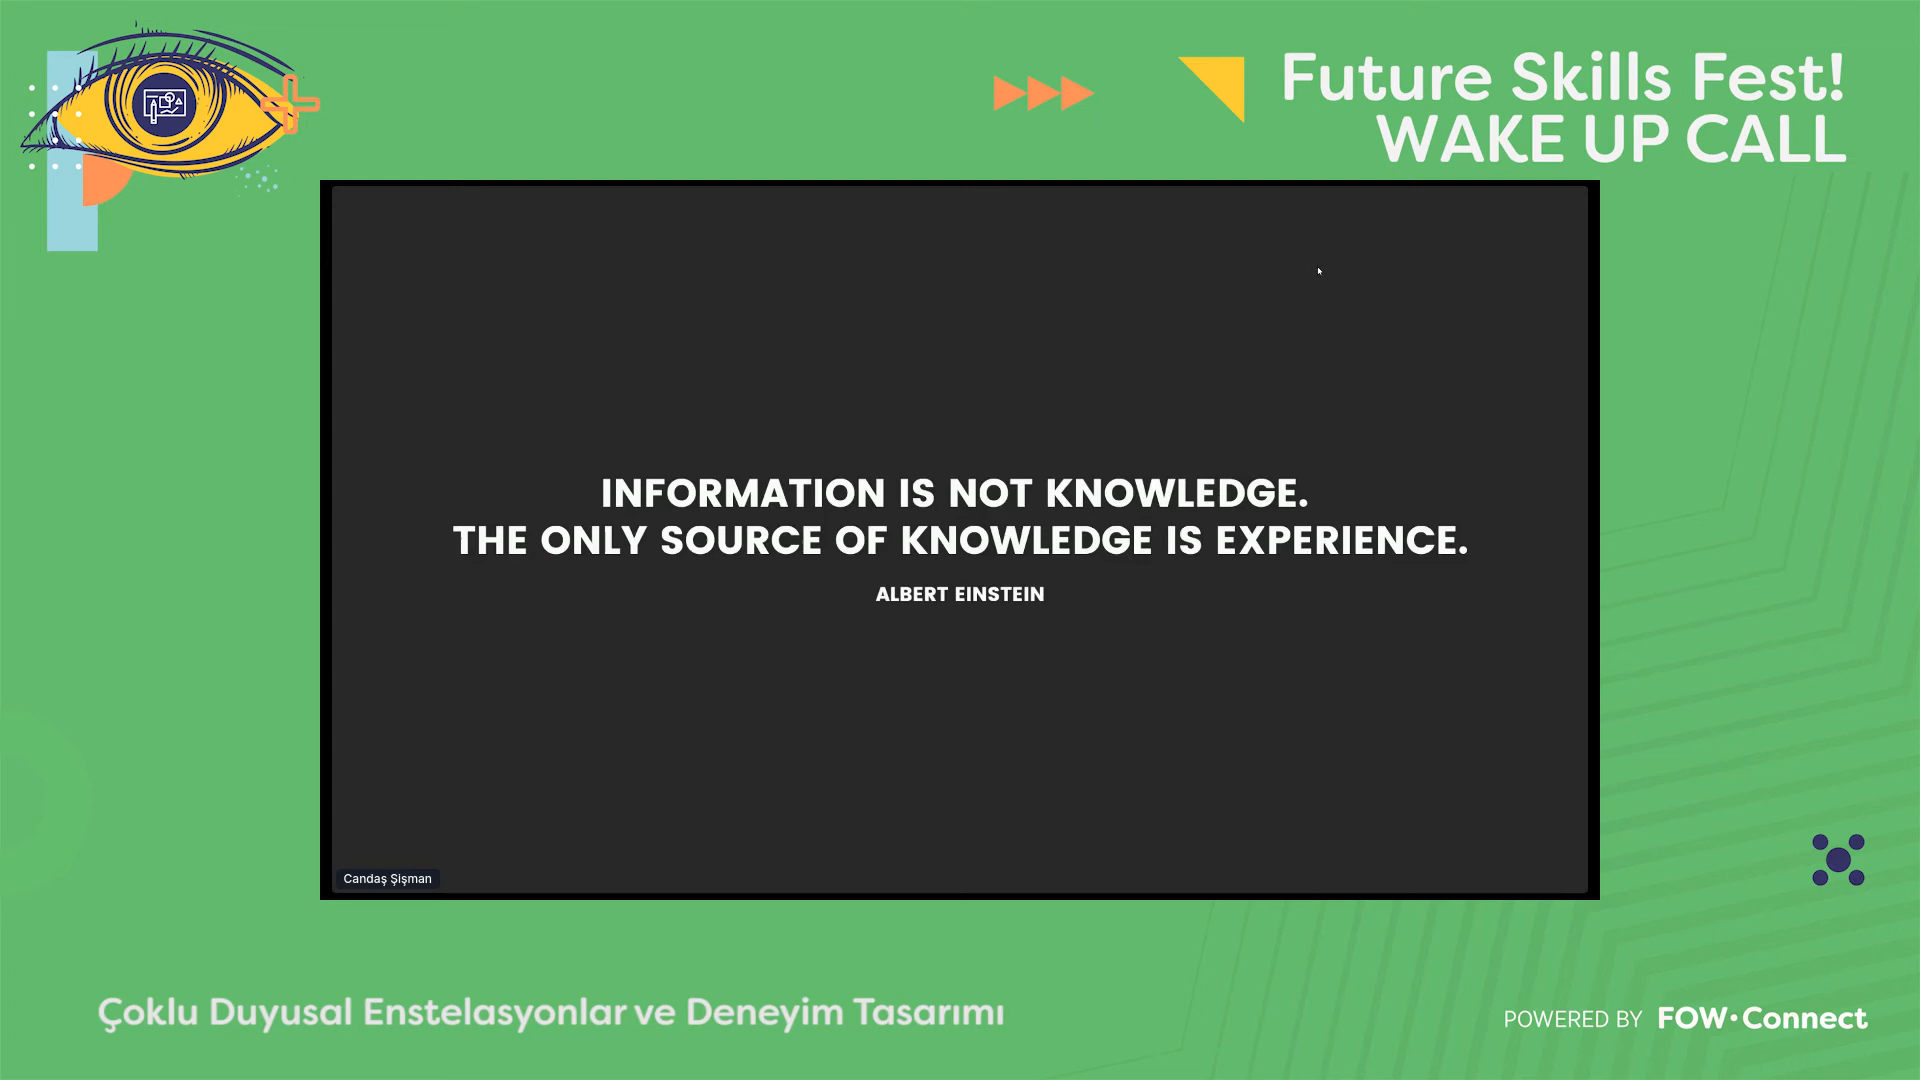 Future Skills Fest!
WAKE UP CALL
INFORMATION IS NOT KNOWLEDGE.
THE ONLY SOURCE OF KNOWLEDGE IS EXPERIENCE.
ALBERT EINSTEIN
Candaş Şişman
Çoklu Duyusal Enstelasyonlar ve Deneyim Tasarımı
POWERED BY FOW·Connect